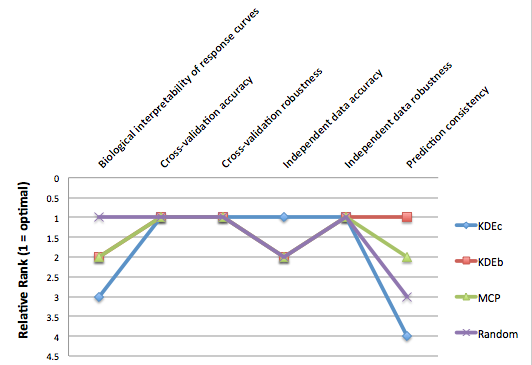 Biological interpretability of response curves
Cross-validation accuracy
Cross-validation robustness
Independent data accuracy
Independent data robustness
Prediction consistency
Relative Rank (1 = optimal)
0
0.5
1
1.5
2
2.5
3
3.5
4
4.5
KDEc
KDEb
MCP
Random